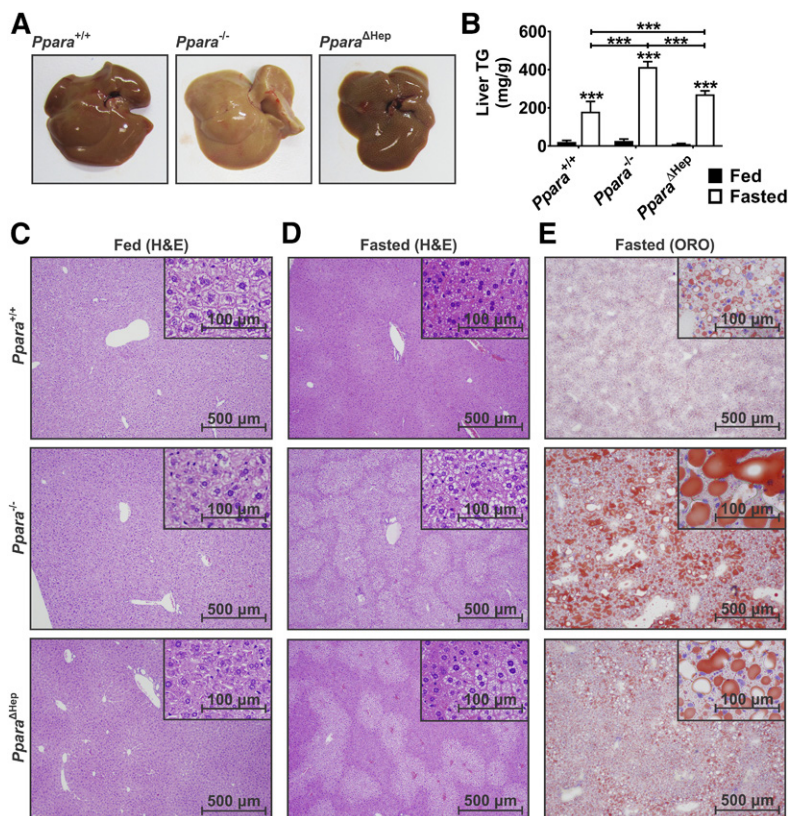 A
Ppara+/+
Ppara-/-
PparaΔHep
B
Liver TG
(mg/g)
600
400
200
0
***
*** ***
***
***
***
Ppara+/+
Ppara-/-
PparaΔHep
Fed
Fasted
C
Fed (H&E)
D
Fasted (H&E)
E
Fasted (ORO)
Ppara+/+
100 µm
500 µm
100 µm
500 µm
100 µm
500 µm
Ppara-/-
100 µm
500 µm
100 µm
500 µm
100 µm
500 µm
PparaΔHep
100 µm
500 µm
100 µm
500 µm
100 µm
500 µm